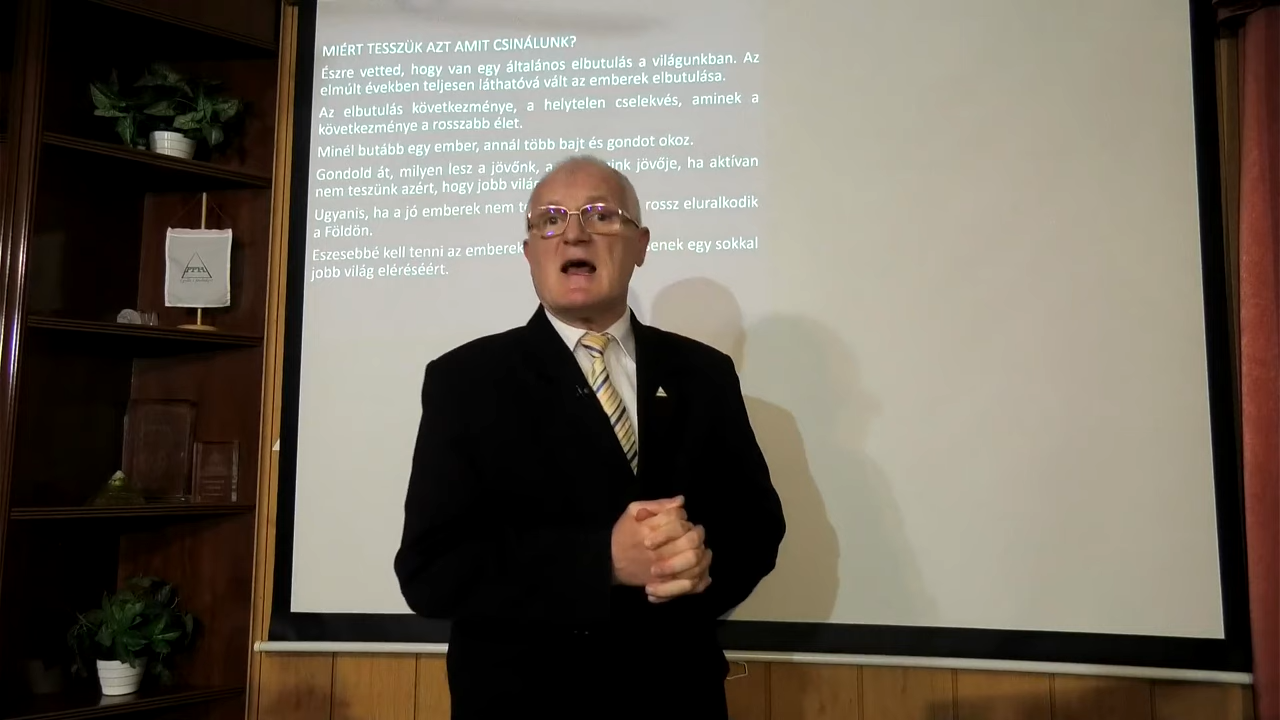 MIÉRT TESSZÜK AZT AMIT CSINÁLUNK?
Észre vetted, hogy van egy általános elbutulás a világunkban. Az
elmúlt években teljesen láthatóvá vált az emberek elbutulása.
Az elbutulás következménye, a helytelen cselekvés, aminek a
következménye a rosszabb élet.
Minél butább egy ember, annál több bajt és gondot okoz.
Gondold át, milyen lesz a jövőnk, a jövője, ha aktívan
nem teszünk azért, hogy jobb
Ugyanis, ha a jó emberek nem rossz eluralkodik
a Földön.
Eszesebbé kell tenni az egy sokkal
jobb világ eléréséért.